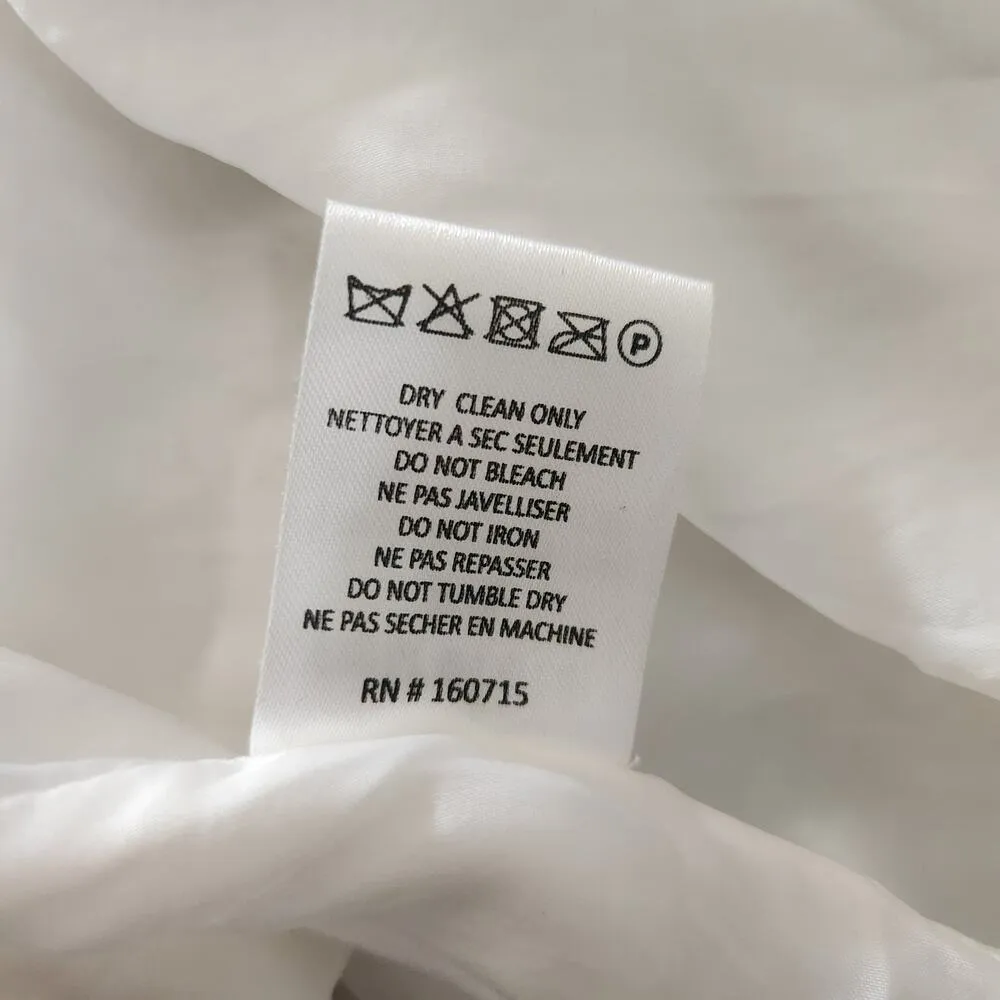 P
DRY CLEAN ONLY
NETTOYER A SEC SEULEMENT
DO NOT BLEACH
NE PAS JAVELLISER
DO NOT IRON
NE PAS REPASSER
DO NOT TUMBLE DRY
NE PAS SECHER EN MACHINE
RN # 160715